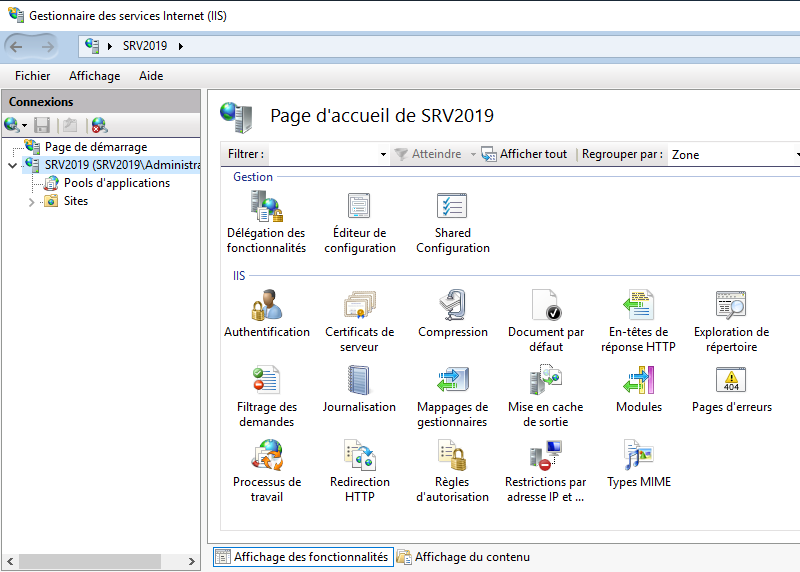 Gestionnaire des services Internet (IIS)
SRV2019
Fichier Affichage Aide
Connexions
Page de démarrage
SRV2019 (SRV2019\Administra
Pools d'applications
Sites
Page d'accueil de SRV2019
Filtrer : Atteindre Afficher tout Regrouper par : Zone
Gestion
Délégation des fonctionnalités
Éditeur de configuration
Shared Configuration
IIS
Authentification
Certificats de serveur
Compression
Document par défaut
En-têtes de réponse HTTP
Exploration de répertoire
Filtrage des demandes
Journalisation
Mappages de gestionnaires
Mise en cache de sortie
Modules
404
Pages d'erreurs
Processus de travail
Redirection HTTP
Règles d'autorisation
Restrictions par adresse IP et ...
Types MIME
Affichage des fonctionnalités Affichage du contenu